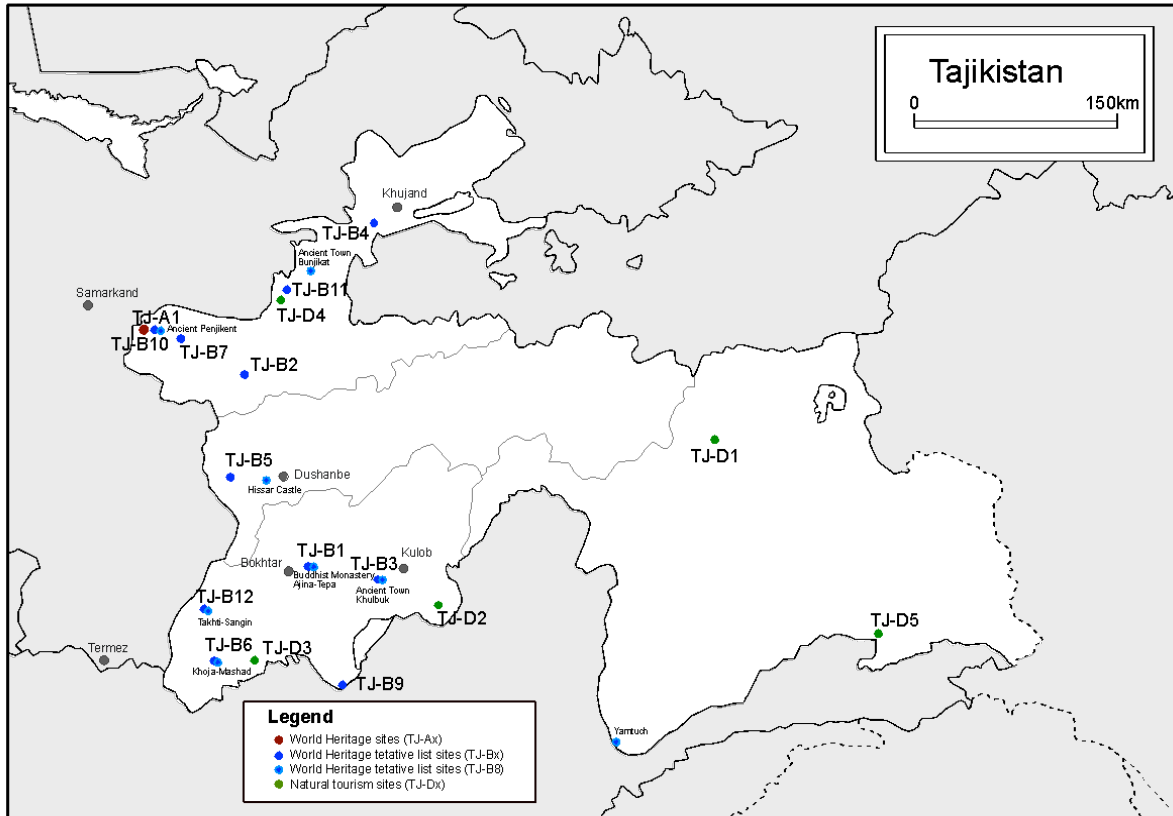 Tajikistan
0 150km
Khujand
TJ-B4
Ancient Town
Bunjikat
TJ-B11
TJ-D4
Samarkand
TJ-A1
Ancient Penjikent
TJ-B10
TJ-B7
TJ-B2
TJ-D1
TJ-B5
Dushanbe
Hissar Castle
TJ-B1
Bokhtar
Buddhist Monastery
Ajina-Tepa
Kulob
TJ-B3
Ancient Town
Khulbuk
TJ-B12
Takhti-Sangin
TJ-D2
TJ-D5
Termez
TJ-B6
TJ-D3
Khoja-Mashad
TJ-B9
Yamtuch
Legend
World Heritage sites (TJ-Ax)
World Heritage tetative list sites (TJ-Bx)
World Heritage tetative list sites (TJ-B8)
Natural tourism sites (TJ-Dx)